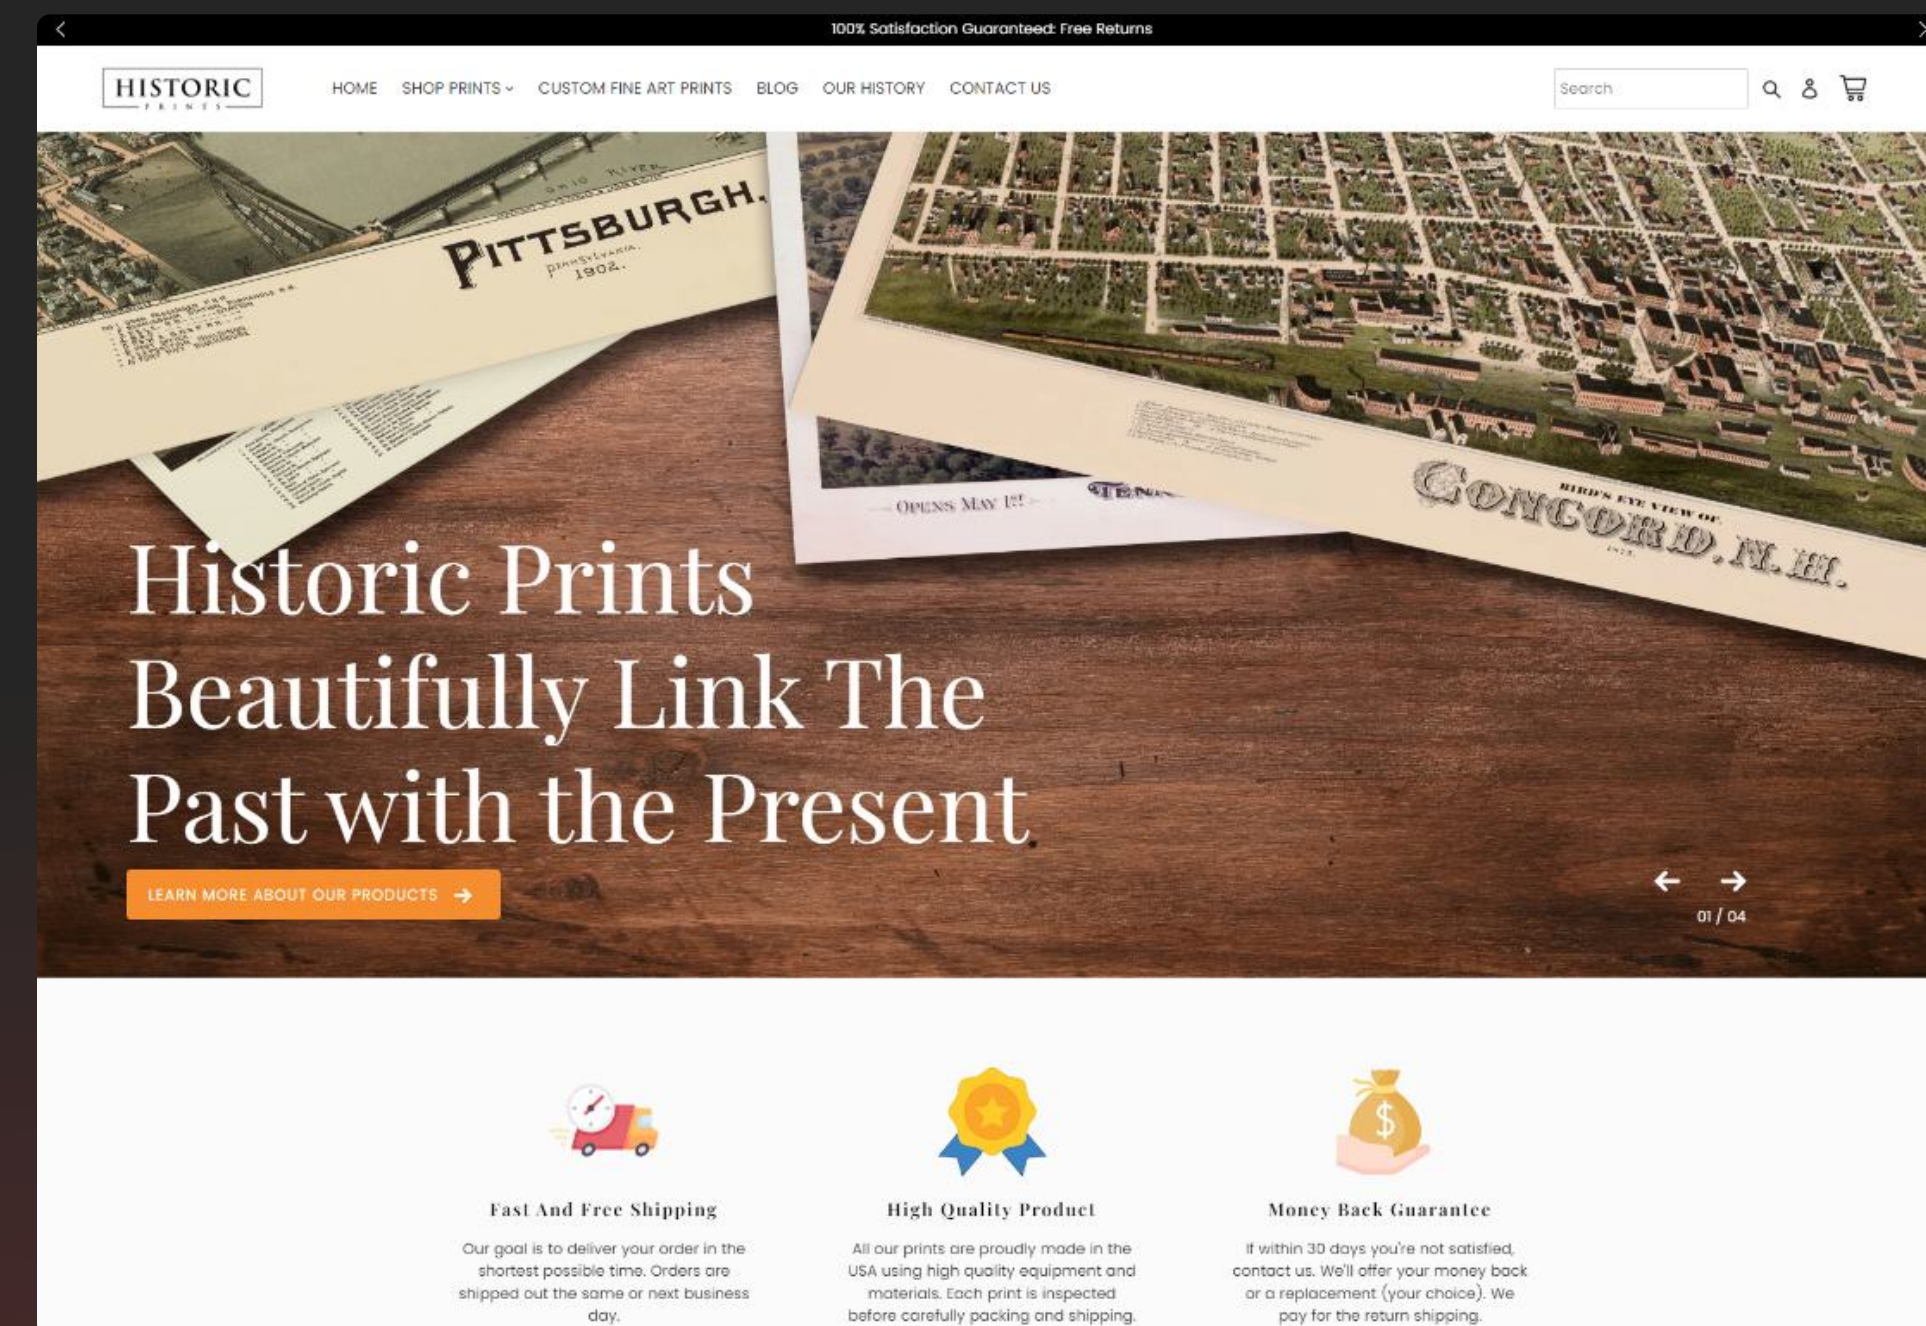 100% Satisfaction Guaranteed: Free Returns
HISTORIC
PRINTS
HOME
SHOP PRINTS
CUSTOM FINE ART PRINTS
BLOG
OUR HISTORY
CONTACT US
Search
OHIO RIVER
PITTSBURGH,
PENNSYLVANIA.
1902.
OPENS MAY 1ST
BIRD'S EYE VIEW OF
CONCORD, N. H.
Historic Prints
Beautifully Link The
Past with the Present
LEARN MORE ABOUT OUR PRODUCTS
01 / 04
Fast And Free Shipping
Our goal is to deliver your order in the
shortest possible time. Orders are
shipped out the same or next business
day.
High Quality Product
All our prints are proudly made in the
USA using high quality equipment and
materials. Each print is inspected
before carefully packing and shipping.
Money Back Guarantee
If within 30 days you're not satisfied,
contact us. We'll offer your money back
or a replacement (your choice). We
pay for the return shipping.